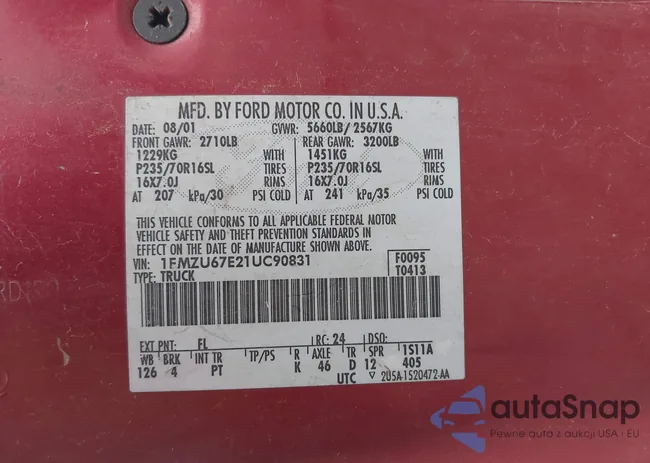 MFD. BY FORD MOTOR CO. IN U.S.A.
DATE: 08/01 GVWR: 5660LB/ 2567KG
FRONT GAWR: 2710LB REAR GAWR: 3200LB
1229KG WITH 1451KG WITH
P235/70R16SL TIRES P235/70R16SL TIRES
16X7.0J RIMS 16X7.0J RIMS
AT 207 kPa/30 PSI COLD AT 241 kPa/35 PSI COLD
THIS VEHICLE CONFORMS TO ALL APPLICABLE FEDERAL MOTOR
VEHICLE SAFETY AND THEFT PREVENTION STANDARDS IN
EFFECT ON THE DATE OF MANUFACTURE SHOWN ABOVE.
VIN: 1FMZU67E21UC90831 F0095
TYPE: TRUCK T0413
EXT PNT: FL RC: 24 DSO:
WB BRK INT TR TP/PS R AXLE TR SPR 1S11A
126 4 PT K 46 D 12 405
UTC ▽ 2U5A-1520472-AA
autaSnap
Pewne auta z aukcji USA i EU